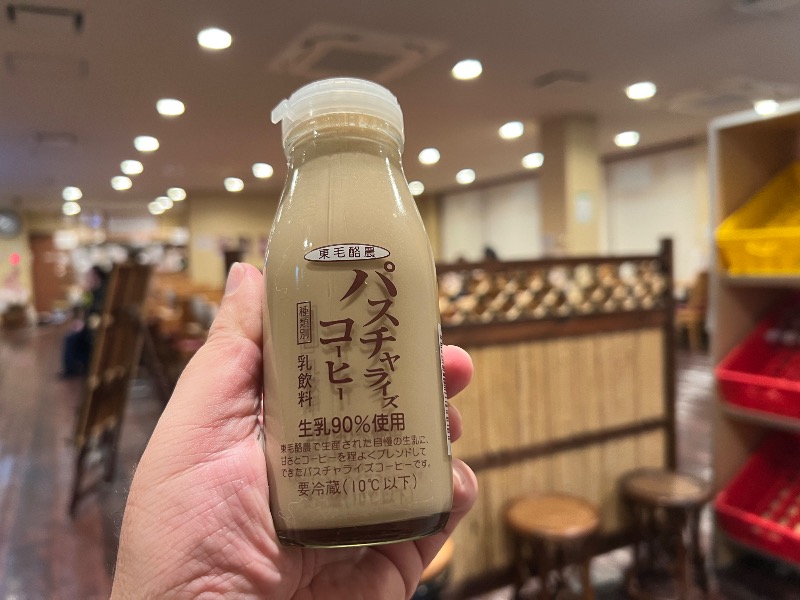 東毛酪農
パスチャライズ
コーヒー
種類別
乳飲料
生乳90%使用
東毛酪農で生産された自慢の生乳に、
甘さとコーヒーを程よくブレンドして
できたパスチャライズコーヒーです。
要冷蔵(10℃以下)